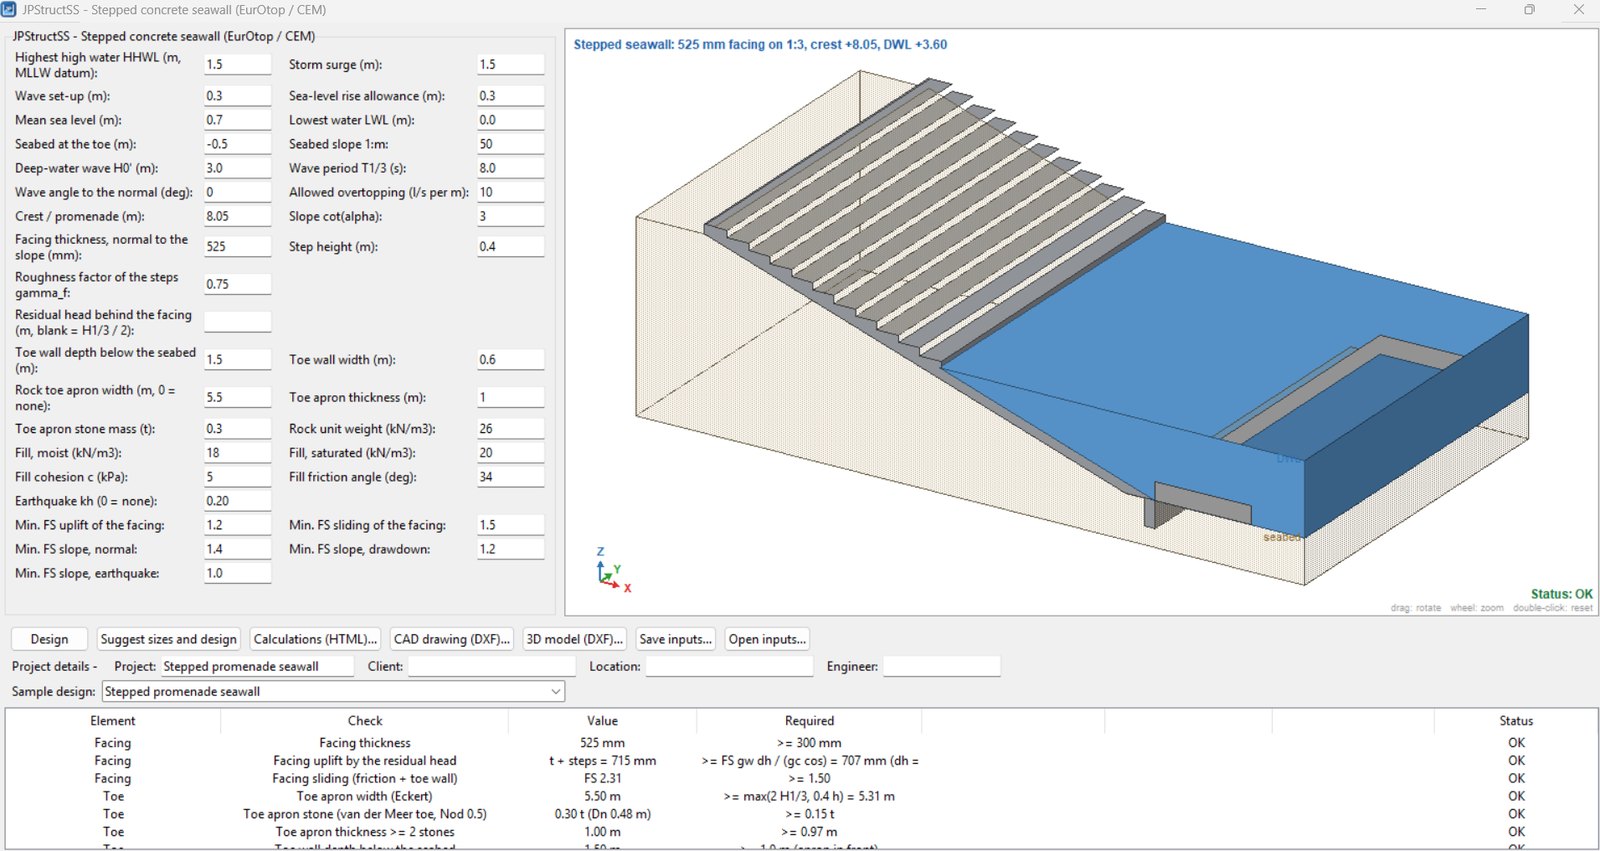 JPStructSS - Stepped concrete seawall (EurOtop / CEM)
JPStructSS - Stepped concrete seawall (EurOtop / CEM)
Highest high water HHWL (m, MLLW datum): 1.5 Storm surge (m): 1.5
Wave set-up (m): 0.3 Sea-level rise allowance (m): 0.3
Mean sea level (m): 0.7 Lowest water LWL (m): 0.0
Seabed at the toe (m): -0.5 Seabed slope 1:m: 50
Deep-water wave H0' (m): 3.0 Wave period T1/3 (s): 8.0
Wave angle to the normal (deg): 0 Allowed overtopping (l/s per m): 10
Crest / promenade (m): 8.05 Slope cot(alpha): 3
Facing thickness, normal to the slope (mm): 525 Step height (m): 0.4
Roughness factor of the steps gamma_f: 0.75
Residual head behind the facing (m, blank = H1/3 / 2):
Toe wall depth below the seabed (m): 1.5 Toe wall width (m): 0.6
Rock toe apron width (m, 0 = none): 5.5 Toe apron thickness (m): 1
Toe apron stone mass (t): 0.3 Rock unit weight (kN/m3): 26
Fill, moist (kN/m3): 18 Fill, saturated (kN/m3): 20
Fill cohesion c (kPa): 5 Fill friction angle (deg): 34
Earthquake kh (0 = none): 0.20
Min. FS uplift of the facing: 1.2 Min. FS sliding of the facing: 1.5
Min. FS slope, normal: 1.4 Min. FS slope, drawdown: 1.2
Min. FS slope, earthquake: 1.0
Stepped seawall: 525 mm facing on 1:3, crest +8.05, DWL +3.60
DWL
seabed
Z
Y
X
Status: OK
drag: rotate wheel: zoom double-click: reset
Design Suggest sizes and design Calculations (HTML)... CAD drawing (DXF)... 3D model (DXF)... Save inputs... Open inputs...
Project details - Project: Stepped promenade seawall Client: Location: Engineer:
Sample design: Stepped promenade seawall
Element Check Value Required Status
Facing Facing thickness 525 mm >= 300 mm OK
Facing Facing uplift by the residual head t + steps = 715 mm >= FS gw dh / (gc cos) = 707 mm (dh = OK
Facing Facing sliding (friction + toe wall) FS 2.31 >= 1.50 OK
Toe Toe apron width (Eckert) 5.50 m >= max(2 H1/3, 0.4 h) = 5.31 m OK
Toe Toe apron stone (van der Meer toe, Nod 0.5) 0.30 t (Dn 0.48 m) >= 0.15 t OK
Toe Toe apron thickness >= 2 stones 1.00 m >= 0.97 m OK
Toe Toe wall depth below the seabed 1.50 m >= 1.0 m (apron in front) OK